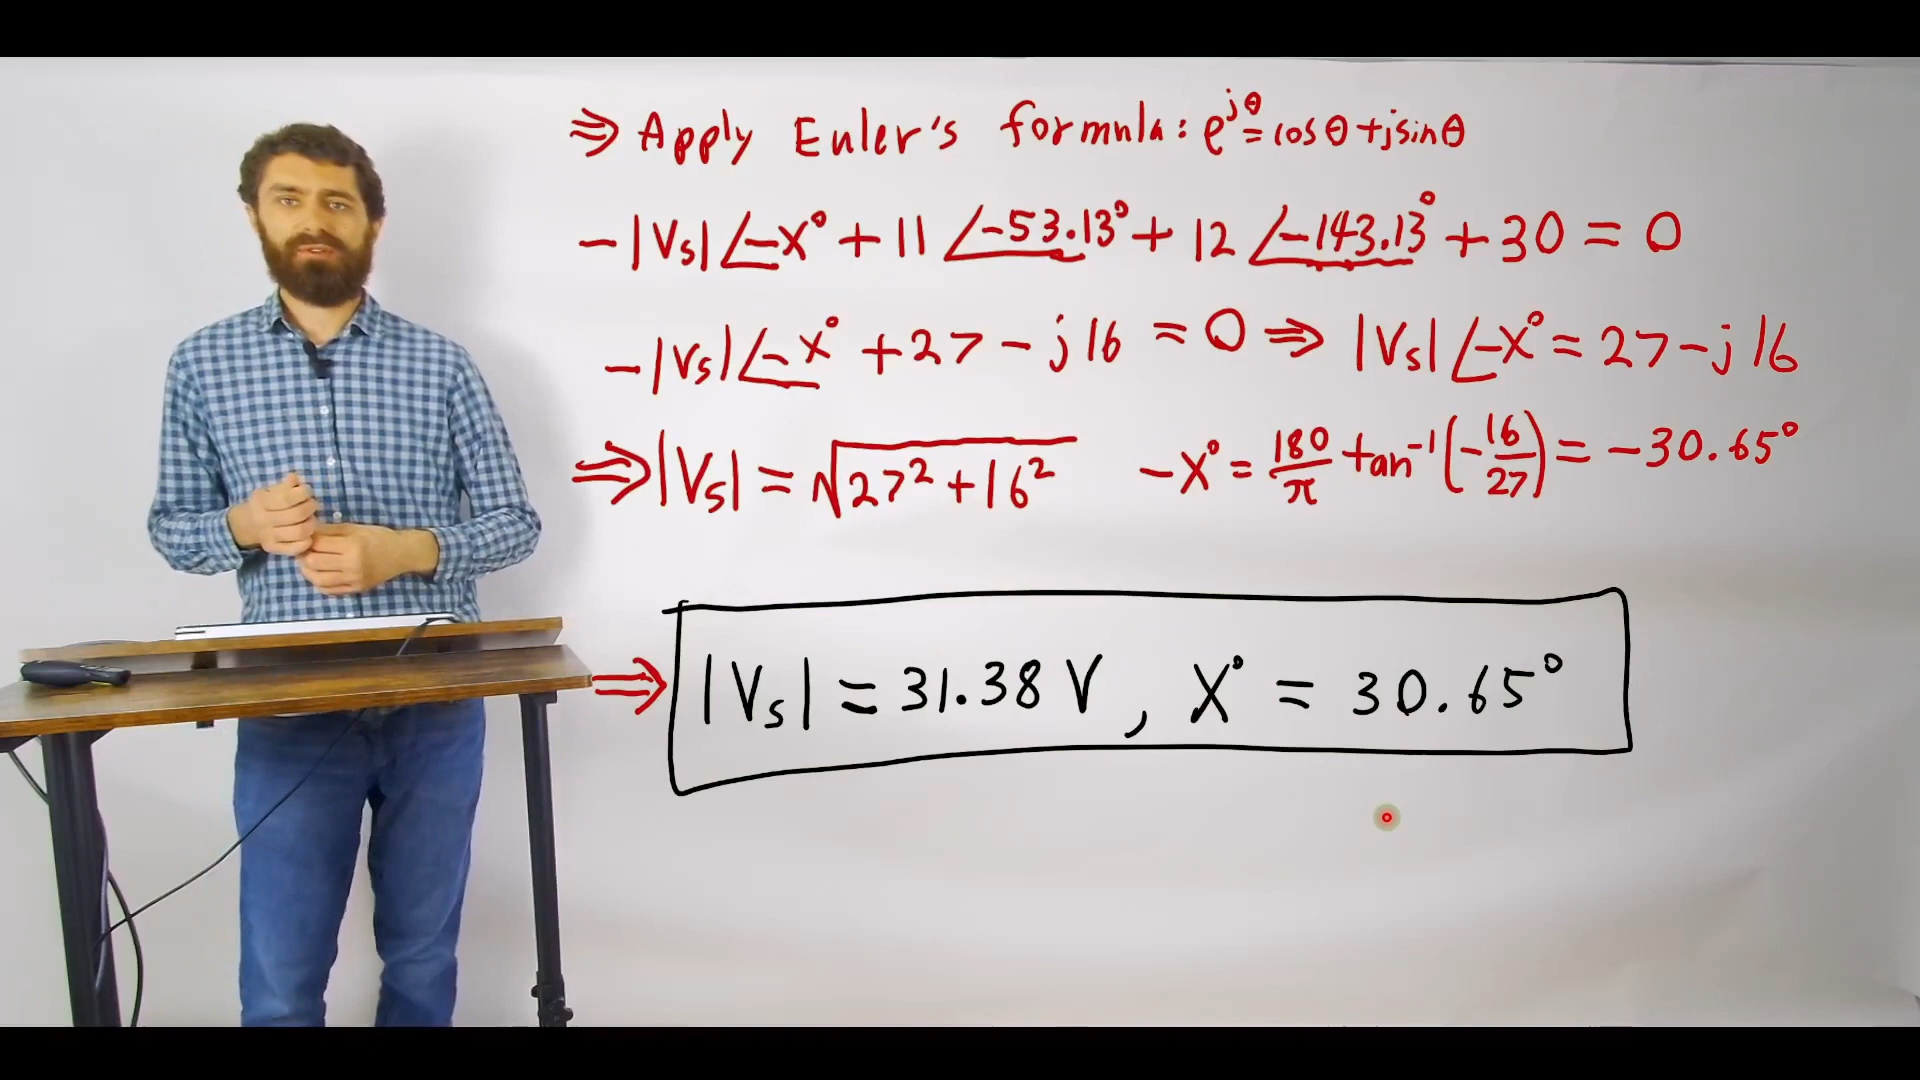 ⇒ Apply Euler's formula: e^jθ = cosθ + jsinθ
-|Vs|∠-X° + 11∠-53.13° + 12∠-143.13° + 30 = 0
-|Vs|∠-X° + 27 - j16 = 0 ⇒ |Vs|∠-X° = 27 - j16
⇒ |Vs| = √(27² + 16²) -X° = 180/π tan⁻¹(-16/27) = -30.65°
⇒ |Vs| = 31.38 V, X° = 30.65°